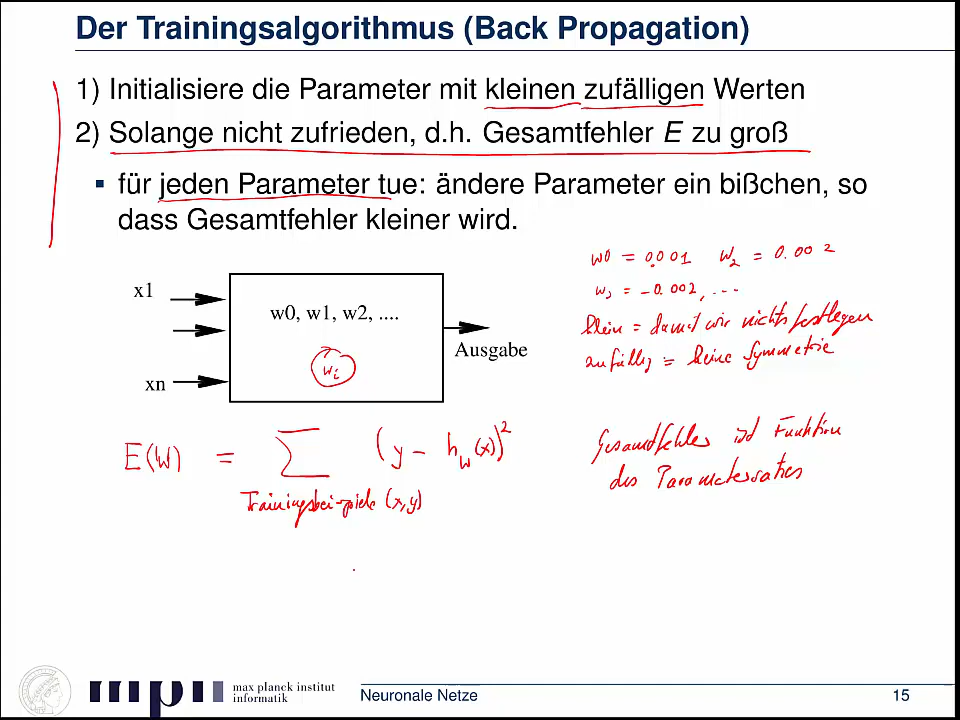 Der Trainingsalgorithmus (Back Propagation)
1) Initialisiere die Parameter mit kleinen zufälligen Werten
2) Solange nicht zufrieden, d.h. Gesamtfehler E zu groß
▪ für jeden Parameter tue: ändere Parameter ein bißchen, so
dass Gesamtfehler kleiner wird.
w0 = 0.001 w2 = 0.002
w3 = -0.002, ...
klein = damit wir nichts festlegen
zufällig = keine Symmetrie
x1
w0, w1, w2, ....
wi
Ausgabe
xn
E(W) = ∑ (y - h_w(x))²
Trainingsbeispiele (x,y)
Gesamtfehler ist Funktion
des Parametersatzes
max planck institut
informatik
Neuronale Netze
15